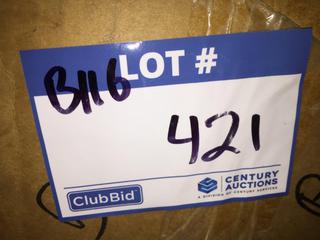 B116 LOT #
421
ClubBid
CENTURY
AUCTIONS
A DIVISION OF CENTURY SERVICES